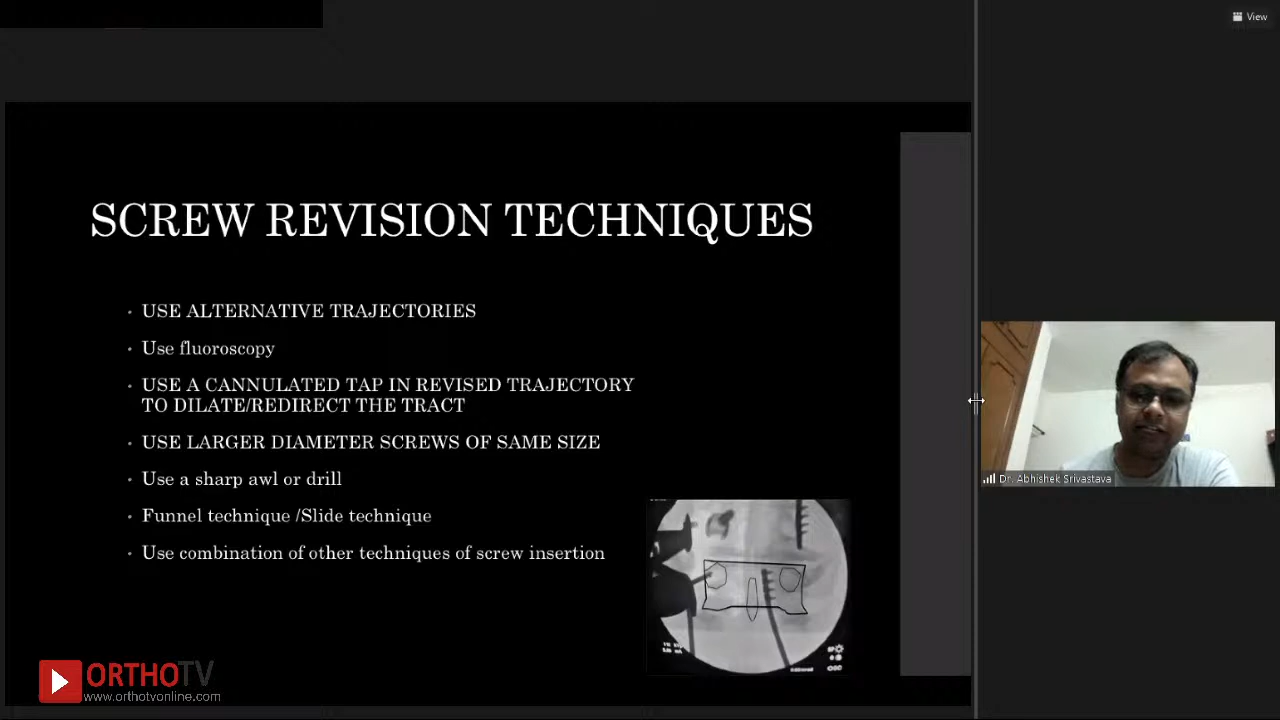 View
SCREW REVISION TECHNIQUES
• USE ALTERNATIVE TRAJECTORIES
• Use fluoroscopy
• USE A CANNULATED TAP IN REVISED TRAJECTORY
TO DILATE/REDIRECT THE TRACT
• USE LARGER DIAMETER SCREWS OF SAME SIZE
• Use a sharp awl or drill
• Funnel technique /Slide technique
• Use combination of other techniques of screw insertion
Dr. Abhishek Srivastava
ORTHOTV
www.orthotvonline.com